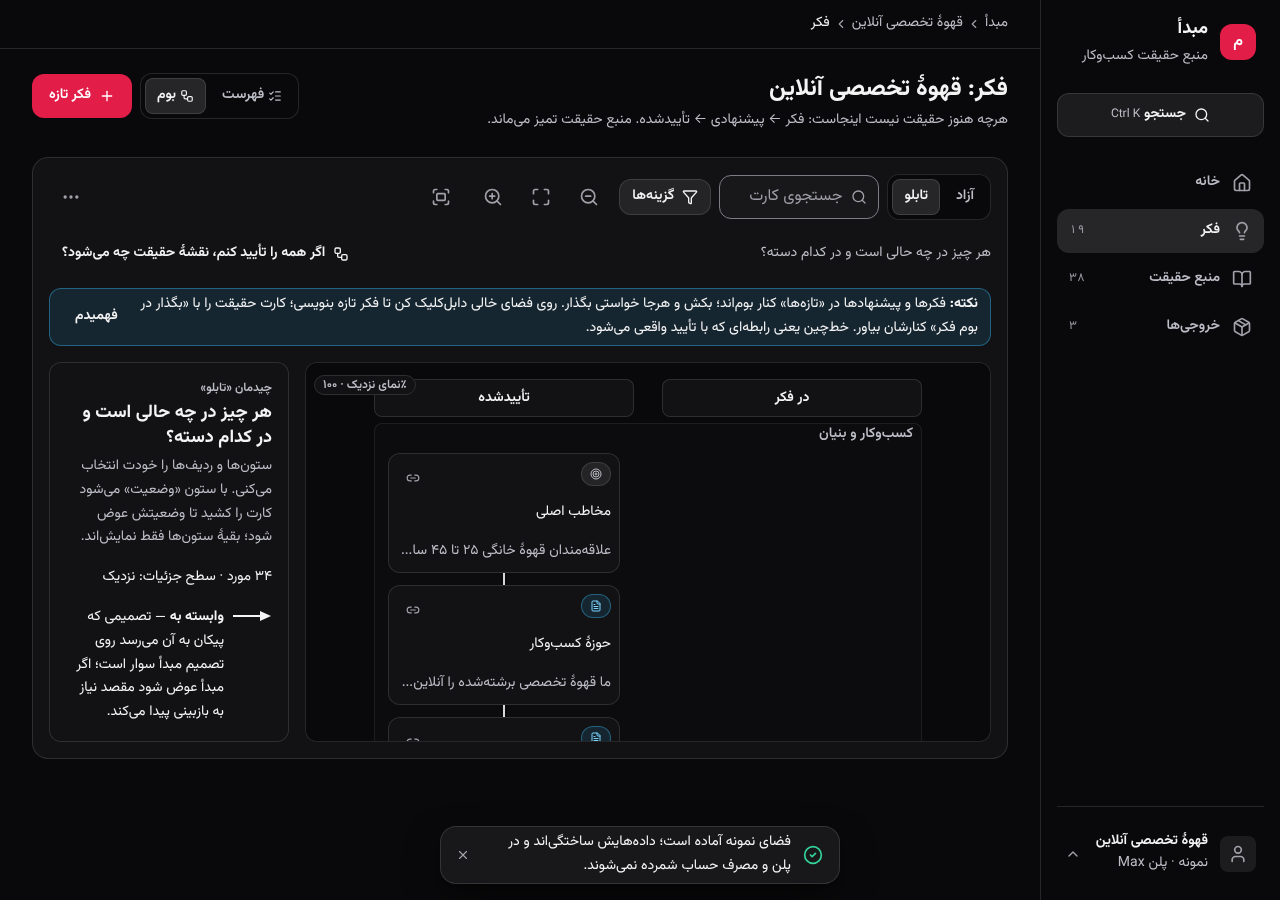 مبدأ
منبع حقیقت کسب‌وکار
جستجو Ctrl K
خانه
فکر ۱۹
منبع حقیقت ۳۸
خروجی‌ها ۳
قهوهٔ تخصصی آنلاین
نمونه · پلن Max
مبدأ › قهوهٔ تخصصی آنلاین › فکر
فکر: قهوهٔ تخصصی آنلاین
هرچه هنوز حقیقت نیست اینجاست: فکر ← پیشنهادی ← تأییدشده. منبع حقیقت تمیز می‌ماند.
فهرست
بوم
فکر تازه
آزاد
تابلو
جستجوی کارت
گزینه‌ها
هر چیز در چه حالی است و در کدام دسته؟
اگر همه را تأیید کنم، نقشهٔ حقیقت چه می‌شود؟
نکته: فکرها و پیشنهادها در «تازه‌ها» کنار بوم‌اند؛ بکش و هرجا خواستی بگذار. روی فضای خالی دابل‌کلیک کن تا فکر تازه بنویسی؛ کارت حقیقت را با «بگذار در
بوم فکر» کنارشان بیاور. خط‌چین یعنی رابطه‌ای که با تأیید واقعی می‌شود.
فهمیدم
در فکر
تأییدشده
٪نمای نزدیک · ۱۰۰
کسب‌وکار و بنیان
مخاطب اصلی
علاقه‌مندان قهوهٔ خانگی ۲۵ تا ۴۵ سا...
حوزهٔ کسب‌وکار
ما قهوهٔ تخصصی برشته‌شده را آنلاین...
چیدمان «تابلو»
هر چیز در چه حالی است و
در کدام دسته؟
ستون‌ها و ردیف‌ها را خودت انتخاب
می‌کنی. با ستون «وضعیت» می‌شود
کارت را کشید تا وضعیتش عوض
شود؛ بقیهٔ ستون‌ها فقط نمایش‌اند.
۳۴ مورد · سطح جزئیات: نزدیک
وابسته به — تصمیمی که
پیکان به آن می‌رسد روی
تصمیم مبدأ سوار است؛ اگر
مبدأ عوض شود مقصد نیاز
به بازبینی پیدا می‌کند.
فضای نمونه آماده است؛ داده‌هایش ساختگی‌اند و در
پلن و مصرف حساب شمرده نمی‌شوند.